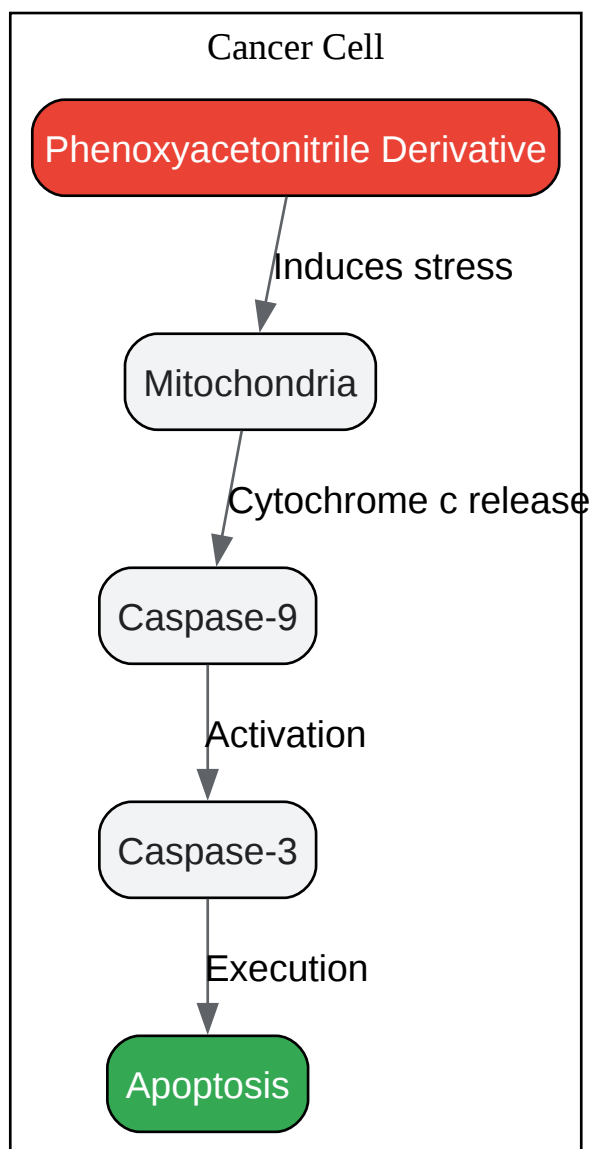 Cancer Cell
Phenoxyacetonitrile Derivative
Induces stress
Mitochondria
Cytochrome c release
Caspase-9
Activation
Caspase-3
Execution
Apoptosis